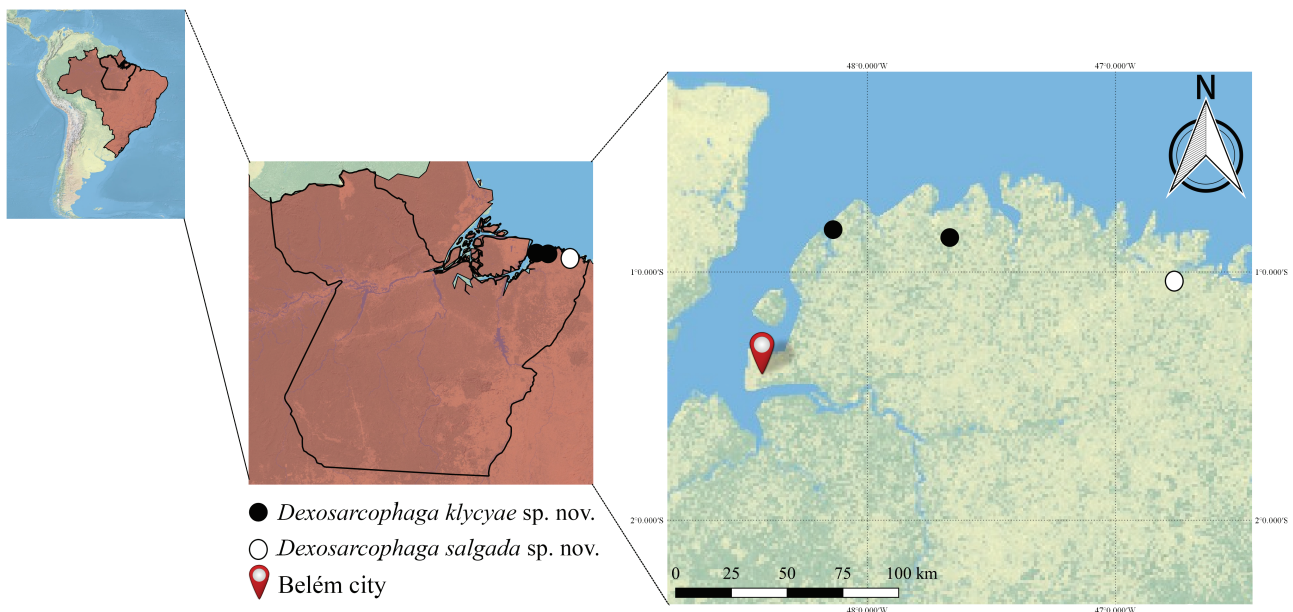 48°0.000'W 47°0.000'W
N
1°0.000'S 1°0.000'S
2°0.000'S 2°0.000'S
0 25 50 75 100 km
48°0.000'W 47°0.000'W
Dexosarcophaga klycyae sp. nov.
Dexosarcophaga salgada sp. nov.
Belém city